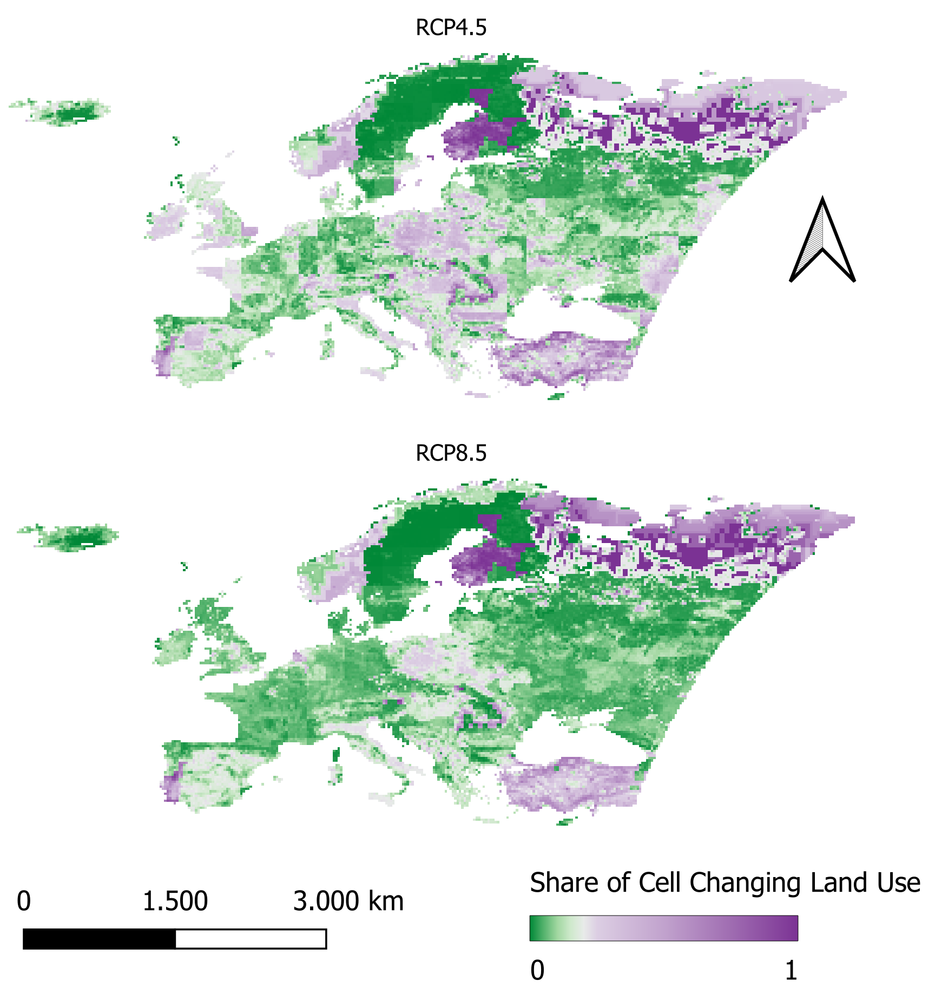 RCP4.5
RCP8.5
0 1.500 3.000 km
Share of Cell Changing Land Use
0 1